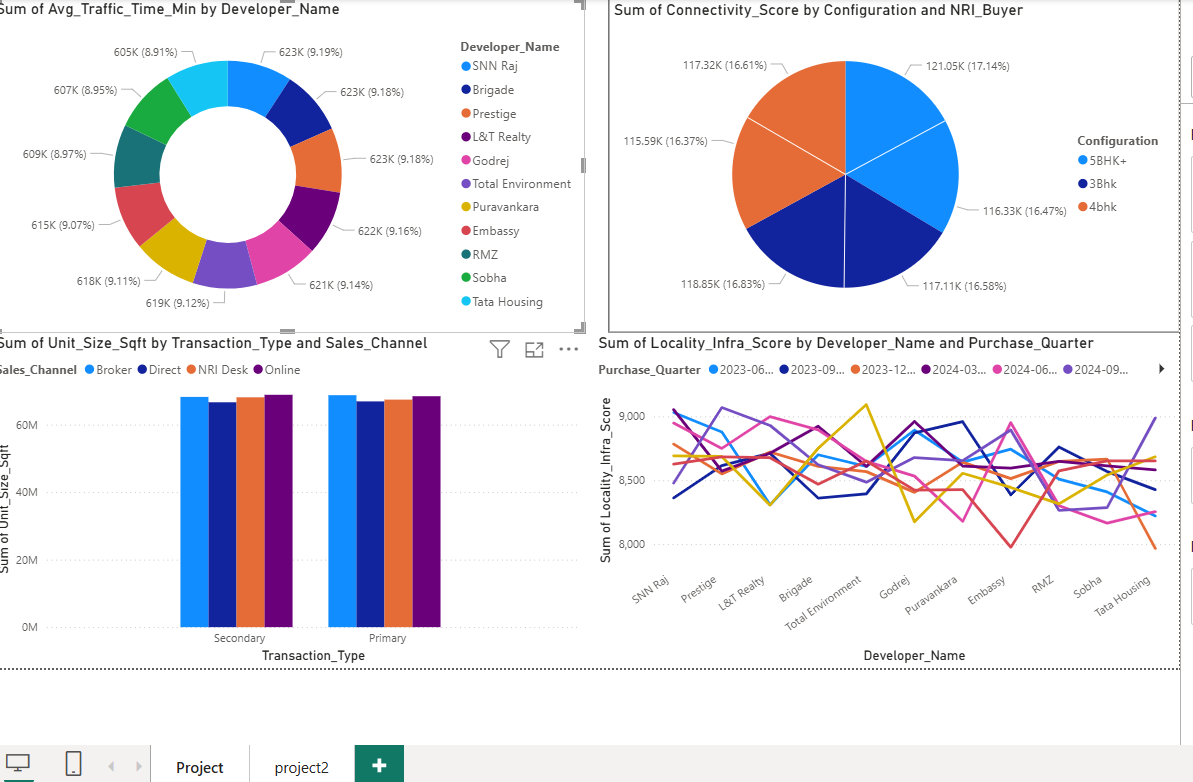 Sum of Avg_Traffic_Time_Min by Developer_Name
605K (8.91%)
623K (9.19%)
607K (8.95%)
623K (9.18%)
609K (8.97%)
623K (9.18%)
615K (9.07%)
622K (9.16%)
618K (9.11%)
621K (9.14%)
619K (9.12%)
Developer_Name
SNN Raj
Brigade
Prestige
L&T Realty
Godrej
Total Environment
Puravankara
Embassy
RMZ
Sobha
Tata Housing
Sum of Connectivity_Score by Configuration and NRI_Buyer
117.32K (16.61%)
121.05K (17.14%)
115.59K (16.37%)
116.33K (16.47%)
118.85K (16.83%)
117.11K (16.58%)
Configuration
5BHK+
3Bhk
4bhk
Sum of Unit_Size_Sqft by Transaction_Type and Sales_Channel
Sales_Channel Broker Direct NRI Desk Online
Sum of Unit_Size_Sqft
60M
40M
20M
0M
Secondary Primary
Transaction_Type
Sum of Locality_Infra_Score by Developer_Name and Purchase_Quarter
Purchase_Quarter 2023-06... 2023-09... 2023-12... 2024-03... 2024-06... 2024-09...
Sum of Locality_Infra_Score
9,000
8,500
8,000
SNN Raj
Prestige
L&T Realty
Brigade
Total Environment
Godrej
Puravankara
Embassy
RMZ
Sobha
Tata Housing
Developer_Name
Project
project2